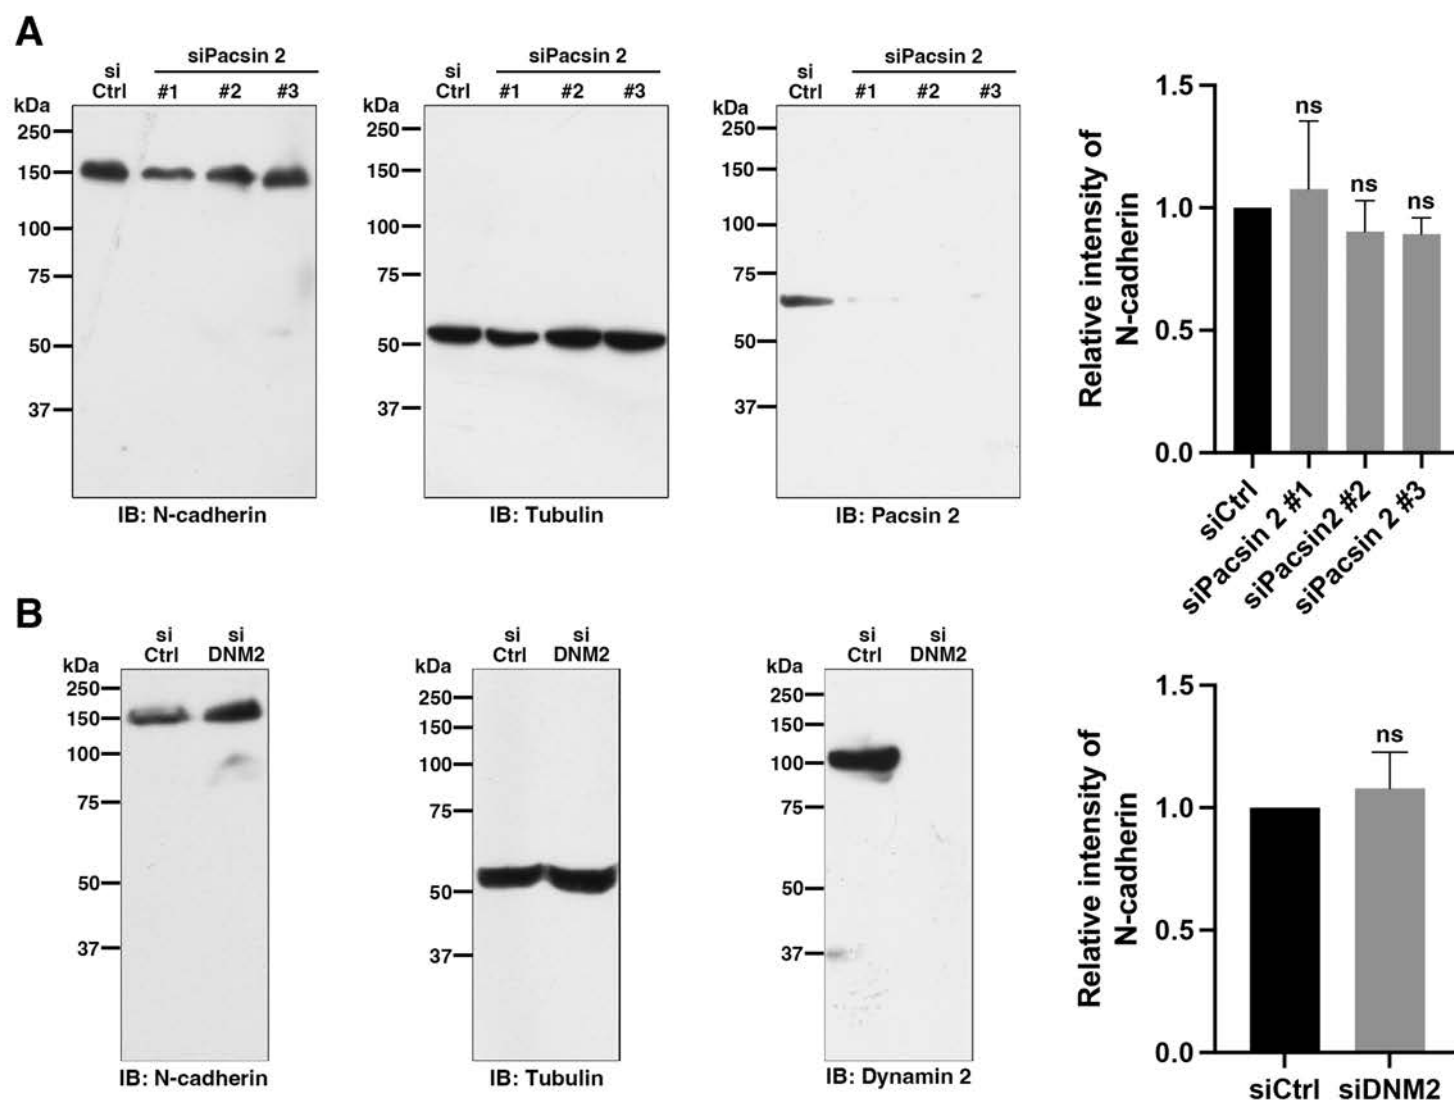 A
si
Ctrl
siPacsin 2
#1 #2 #3
kDa
250
150
100
75
50
37
IB: N-cadherin
si
Ctrl
siPacsin 2
#1 #2 #3
kDa
250
150
100
75
50
37
IB: Tubulin
si
Ctrl
siPacsin 2
#1 #2 #3
kDa
250
150
100
75
50
37
IB: Pacsin 2
Relative intensity of
N-cadherin
1.5
1.0
0.5
0.0
ns
ns
ns
siCtrl
siPacsin 2 #1
siPacsin2 #2
siPacsin 2 #3
B
si si
Ctrl DNM2
kDa
250
150
100
75
50
37
IB: N-cadherin
si si
Ctrl DNM2
kDa
250
150
100
75
50
37
IB: Tubulin
si si
Ctrl DNM2
kDa
250
150
100
75
50
37
IB: Dynamin 2
Relative intensity of
N-cadherin
1.5
1.0
0.5
0.0
ns
siCtrl siDNM2